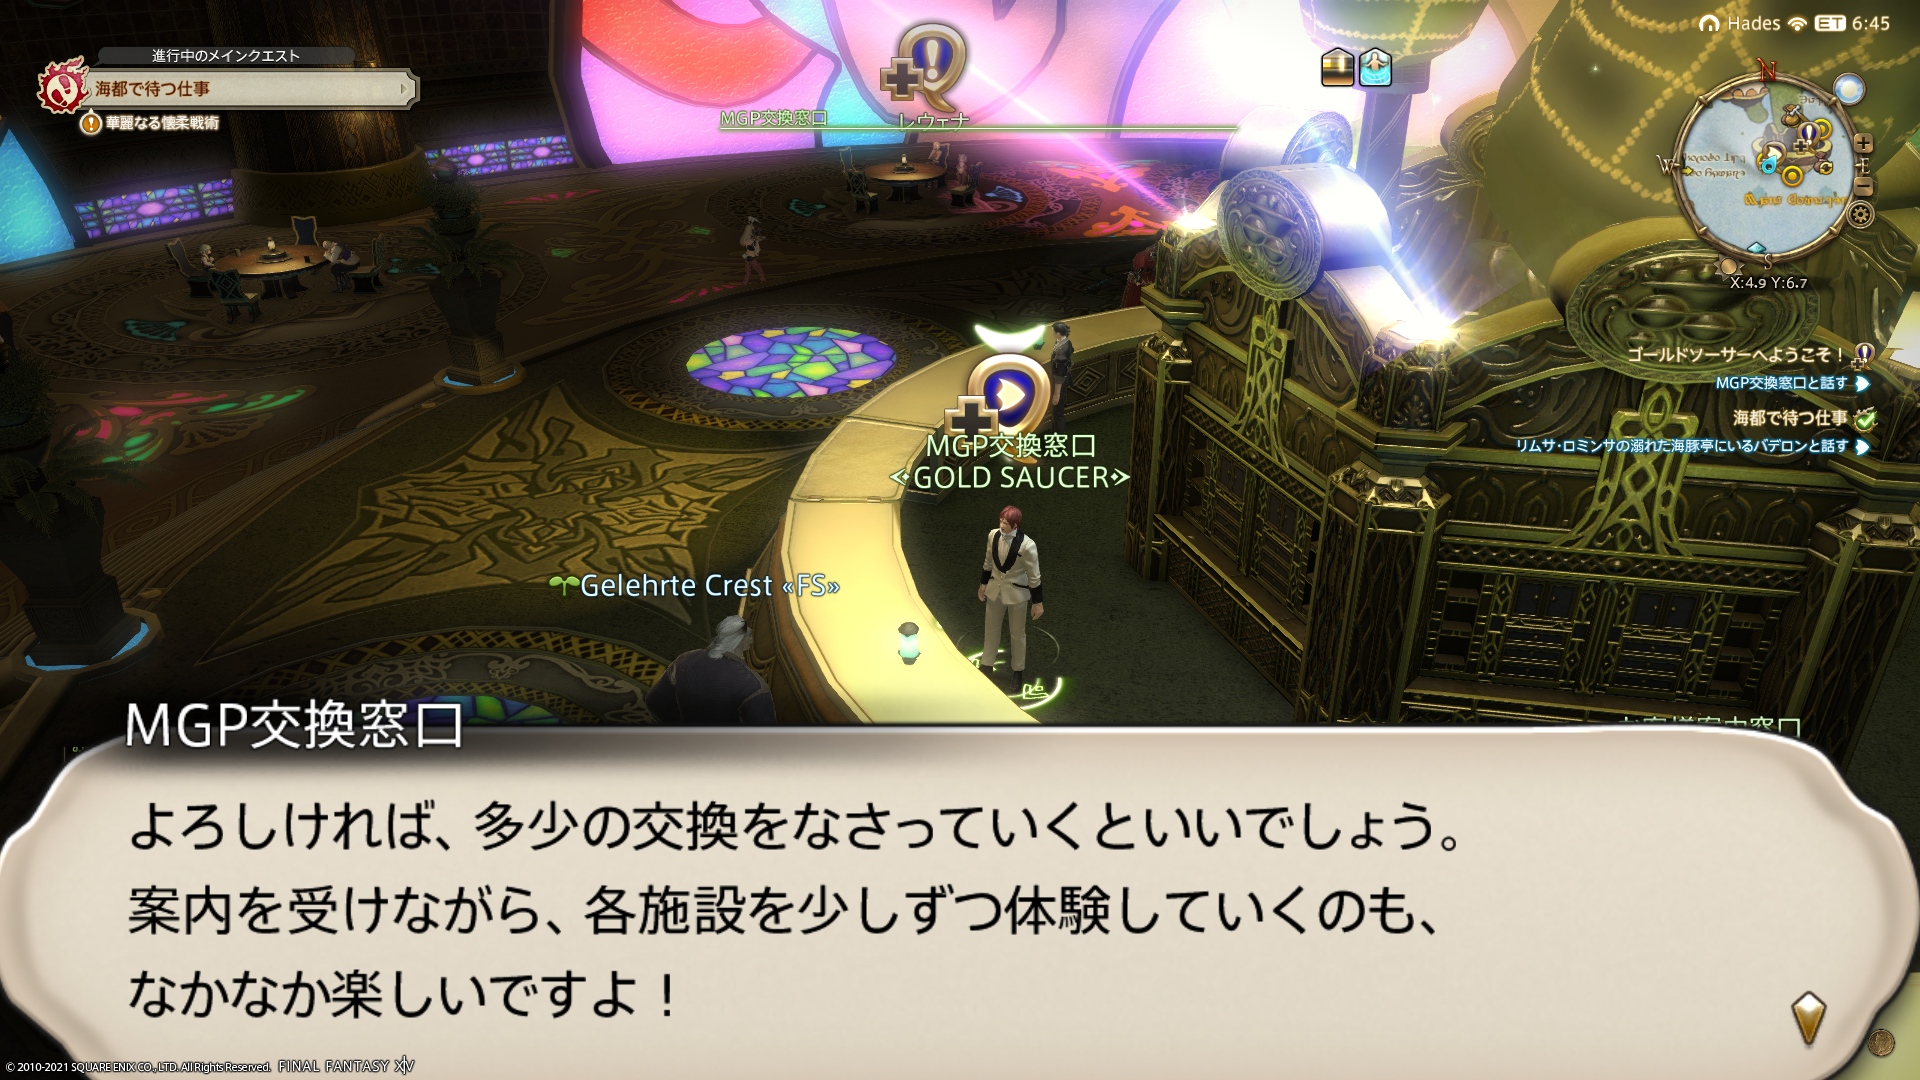 進行中のメインクエスト
海都で待つ仕事
華麗なる懐柔戦術
Hades ET 6:45
N
W
E
S
X:4.9 Y:6.7
MGP交換窓口
レウェナ
ゴールドソーサーへようこそ！
MGP交換窓口と話す
海都で待つ仕事
リムサ・ロミンサの溺れた海豚亭にいるバデロンと話す
MGP交換窓口
GOLD SAUCER
Gelehrte Crest «FS»
MGP交換窓口
よろしければ、多少の交換をなさっていくといいでしょう。
案内を受けながら、各施設を少しずつ体験していくのも、
なかなか楽しいですよ！
© 2010-2021 SQUARE ENIX CO., LTD. All Rights Reserved. FINAL FANTASY XIV